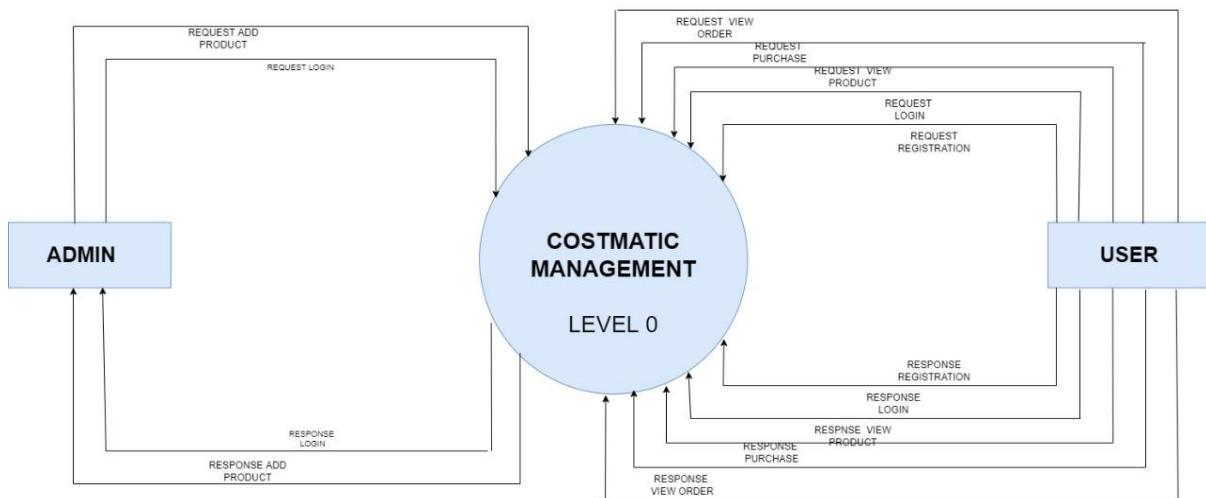 REQUEST ADD
PRODUCT
REQUEST LOGIN
REQUEST VIEW
ORDER
REQUEST
PURCHASE
REQUEST VIEW
PRODUCT
REQUEST
LOGIN
REQUEST
REGISTRATION
ADMIN
COSTMATIC
MANAGEMENT
LEVEL 0
USER
RESPONSE
LOGIN
RESPONSE ADD
PRODUCT
RESPONSE
REGISTRATION
RESPONSE
LOGIN
RESPNSE VIEW
PRODUCT
RESPONSE
PURCHASE
RESPONSE
VIEW ORDER